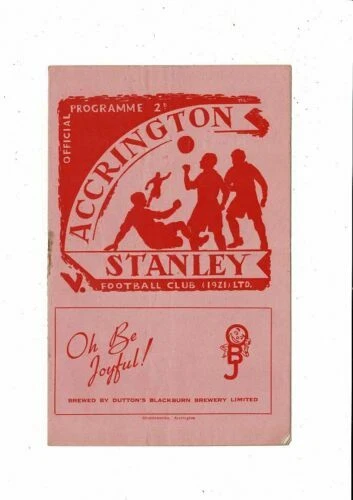 OFFICIAL
PROGRAMME 2D
ACCRINGTON
V.
STANLEY
FOOTBALL CLUB (1921) LTD.
Oh Be
Joyful!
OBJ
BREWED BY DUTTON'S BLACKBURN BREWERY LIMITED